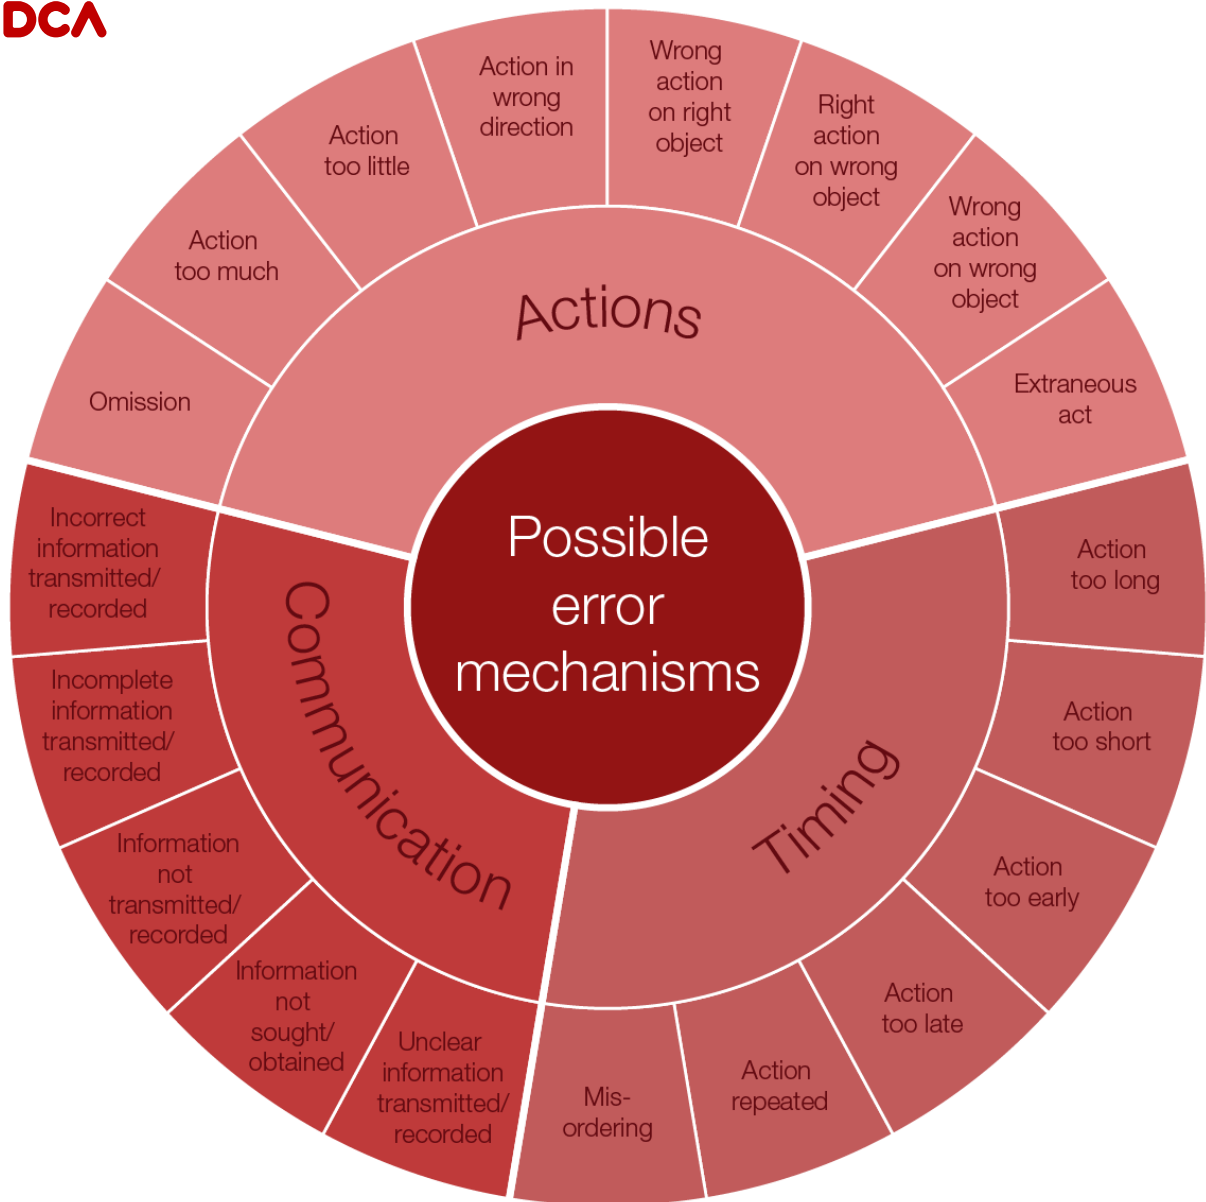 DCA
Possible
error
mechanisms
Actions
Omission
Action
too much
Action
too little
Action in
wrong
direction
Wrong
action
on right
object
Right
action
on wrong
object
Wrong
action
on wrong
object
Extraneous
act
Timing
Action
too long
Action
too short
Action
too early
Action
too late
Action
repeated
Mis-
ordering
Communication
Unclear
information
transmitted/
recorded
Information
not
sought/
obtained
Information
not
transmitted/
recorded
Incomplete
information
transmitted/
recorded
Incorrect
information
transmitted/
recorded